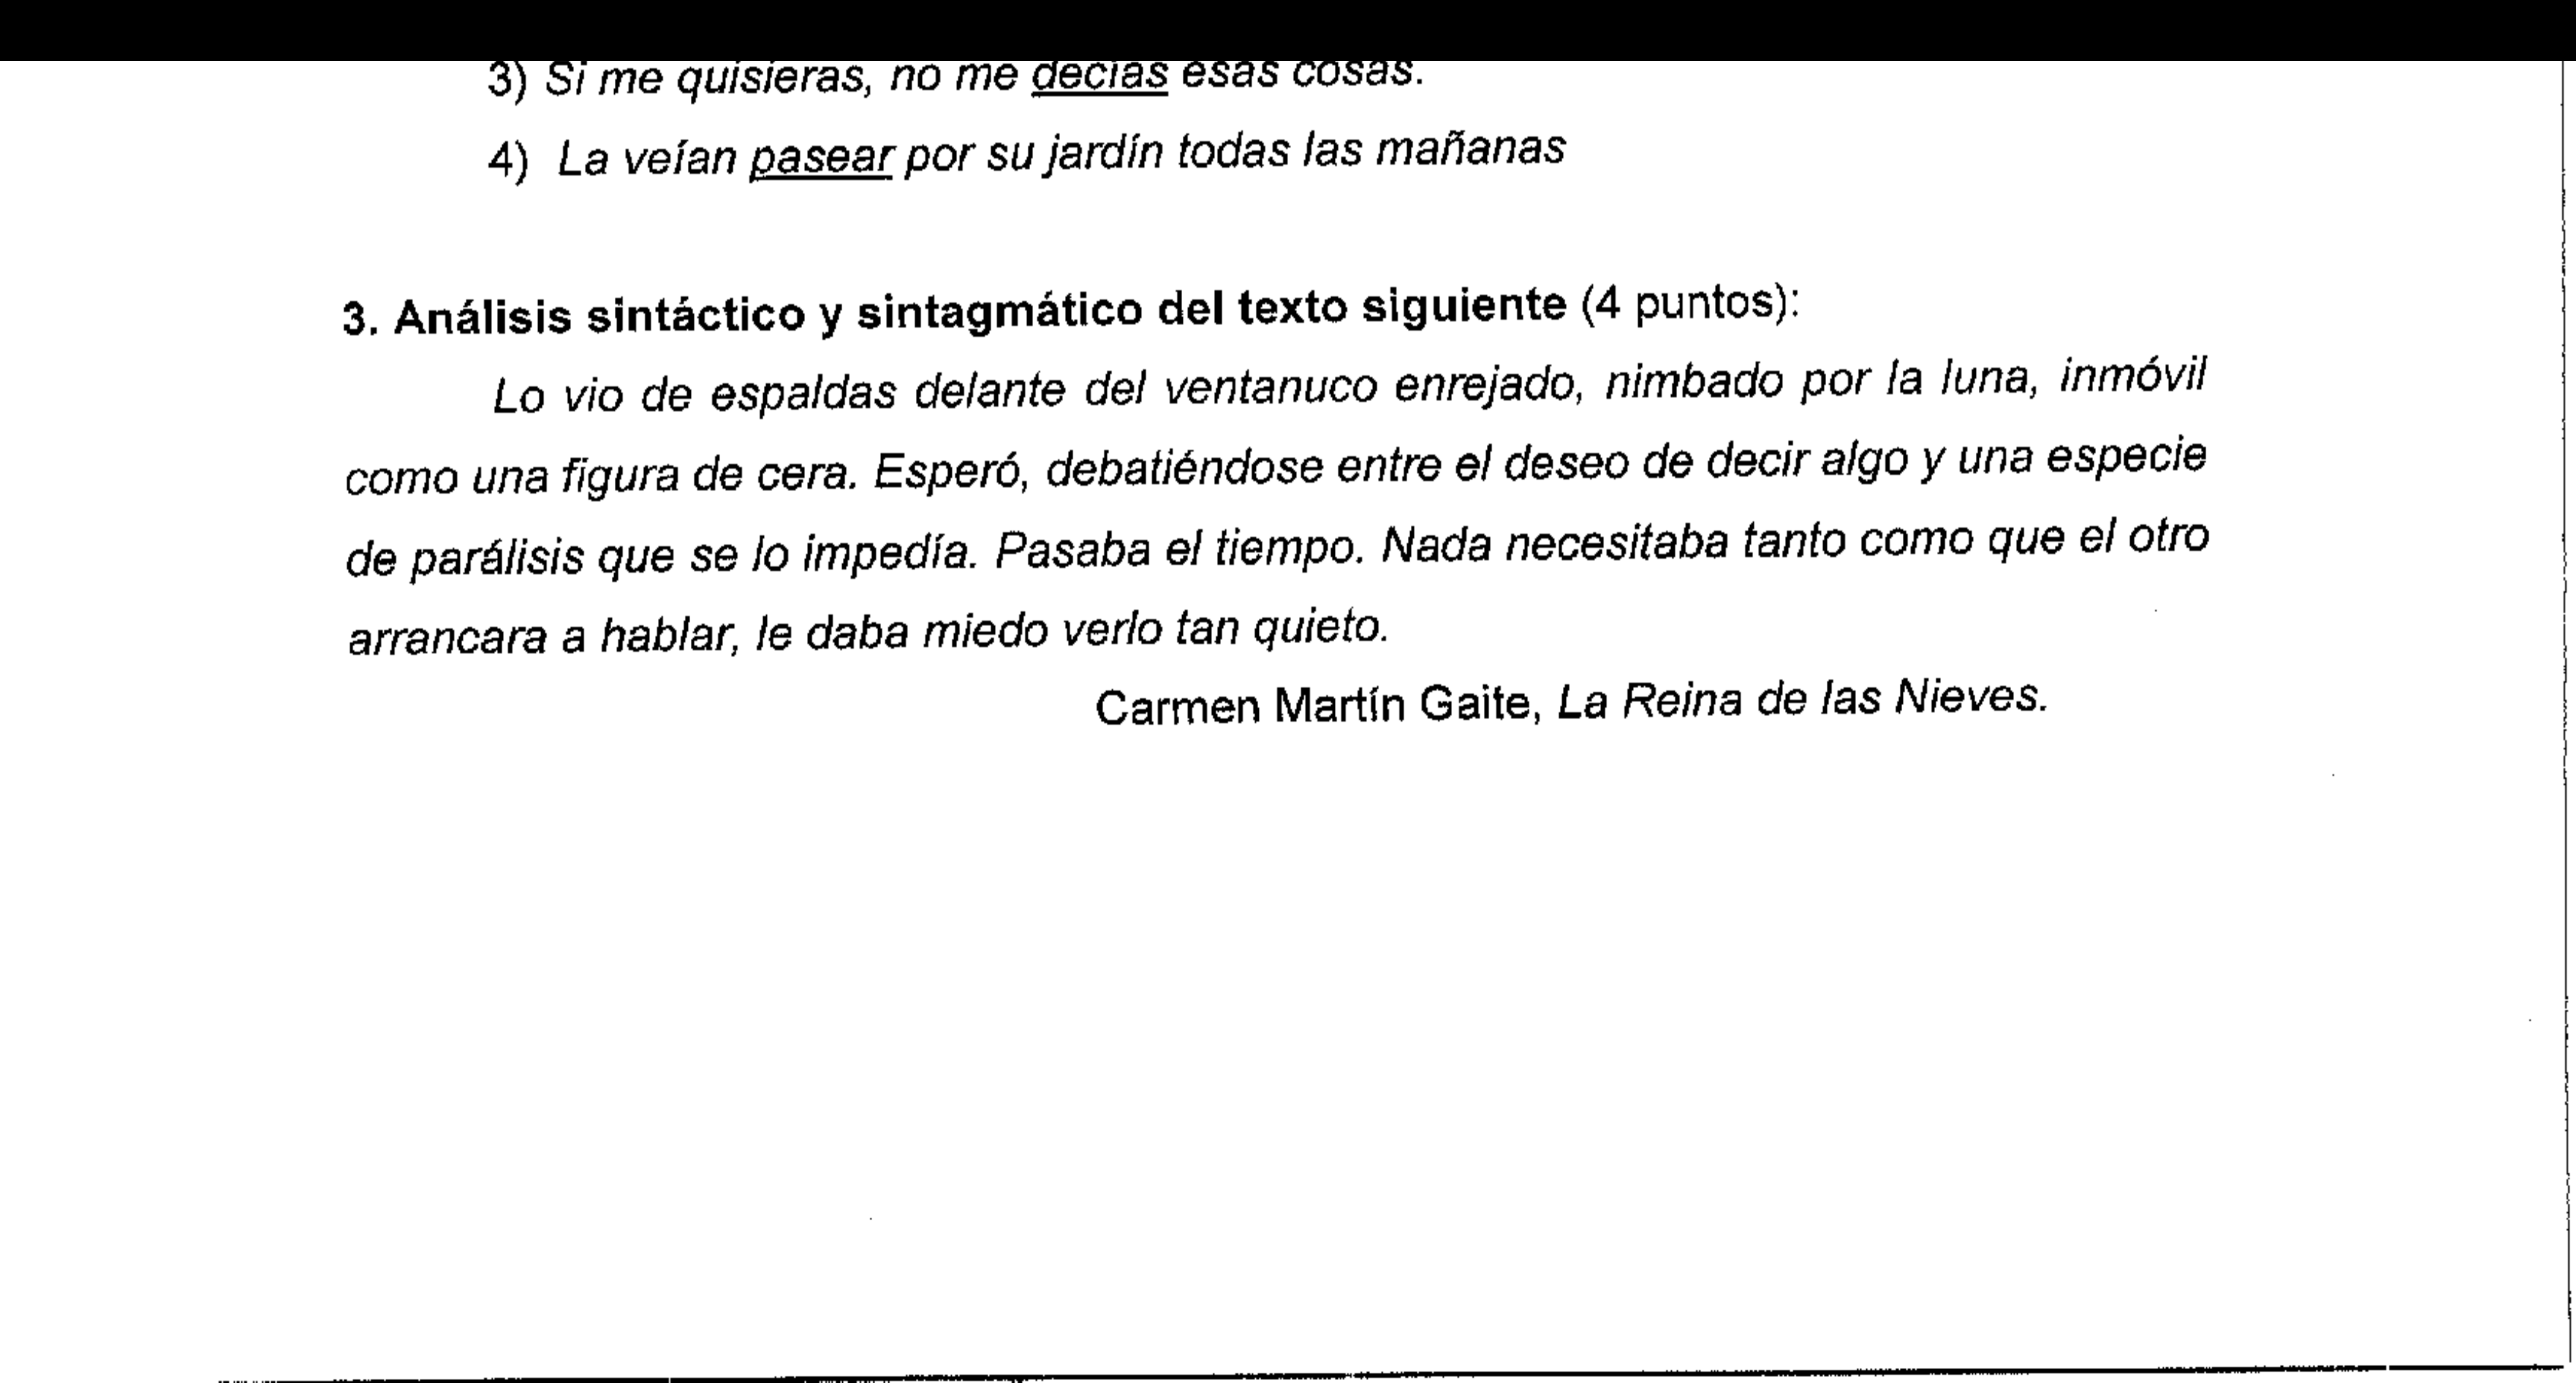 3) Si me quisieras, no me decías esas cosas.
4) La veían pasear por su jardín todas las mañanas
3. Análisis sintáctico y sintagmático del texto siguiente (4 puntos):
Lo vio de espaldas delante del ventanuco enrejado, nimbado por la luna, inmóvil
como una figura de cera. Esperó, debatiéndose entre el deseo de decir algo y una especie
de parálisis que se lo impedía. Pasaba el tiempo. Nada necesitaba tanto como que el otro
arrancara a hablar, le daba miedo verlo tan quieto.
Carmen Martín Gaite, La Reina de las Nieves.